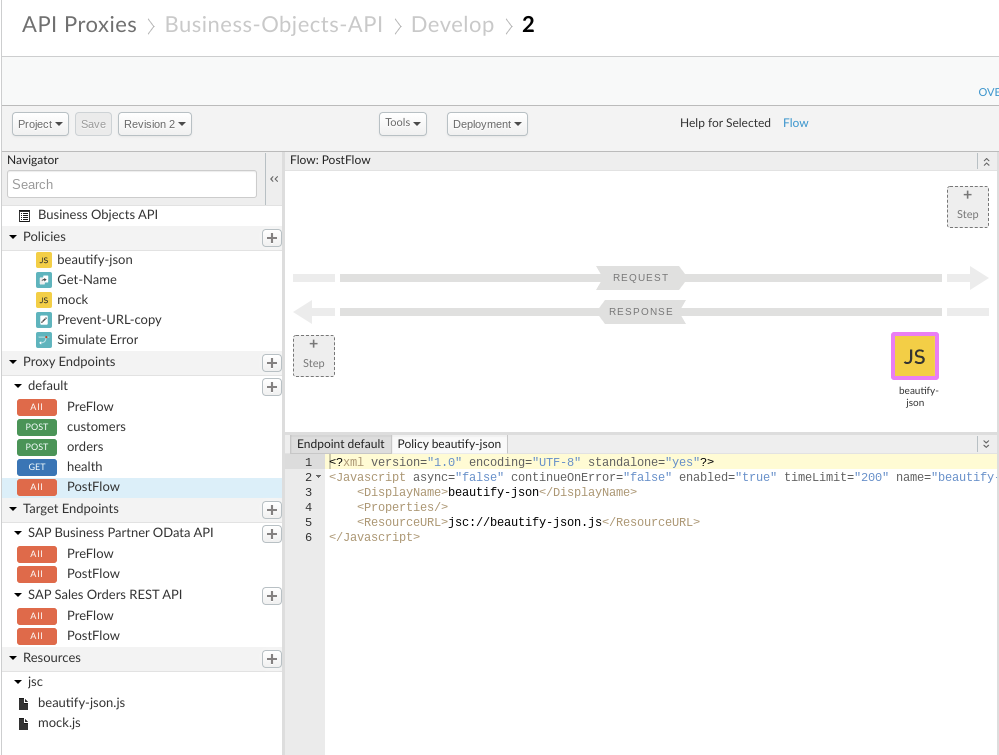 API Proxies > Business-Objects-API > Develop > 2
OVE
Project Save Revision 2 Tools Deployment Help for Selected Flow
Navigator
Search
Business Objects API
Policies
JS beautify-json
Get-Name
JS mock
Prevent-URL-copy
Simulate Error
Proxy Endpoints
default
All PreFlow
POST customers
POST orders
GET health
All PostFlow
Target Endpoints
SAP Business Partner OData API
All PreFlow
All PostFlow
SAP Sales Orders REST API
All PreFlow
All PostFlow
Resources
jsc
beautify-json.js
mock.js
Flow: PostFlow
+
Step
REQUEST
RESPONSE
+
Step
JS
beautify-
json
Endpoint default Policy beautify-json
1 <?xml version="1.0" encoding="UTF-8" standalone="yes"?>
2 <Javascript async="false" continueOnError="false" enabled="true" timeLimit="200" name="beautify-
3 <DisplayName>beautify-json</DisplayName>
4 <Properties/>
5 <ResourceURL>jsc://beautify-json.js</ResourceURL>
6 </Javascript>